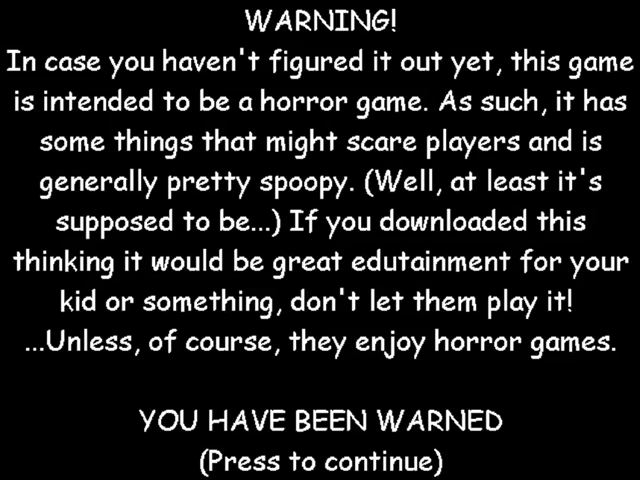 WARNING!
In case you haven't figured it out yet, this game
is intended to be a horror game. As such, it has
some things that might scare players and is
generally pretty spoopy. (Well, at least it's
supposed to be...) If you downloaded this
thinking it would be great edutainment for your
kid or something, don't let them play it!
...Unless, of course, they enjoy horror games.
YOU HAVE BEEN WARNED
(Press to continue)